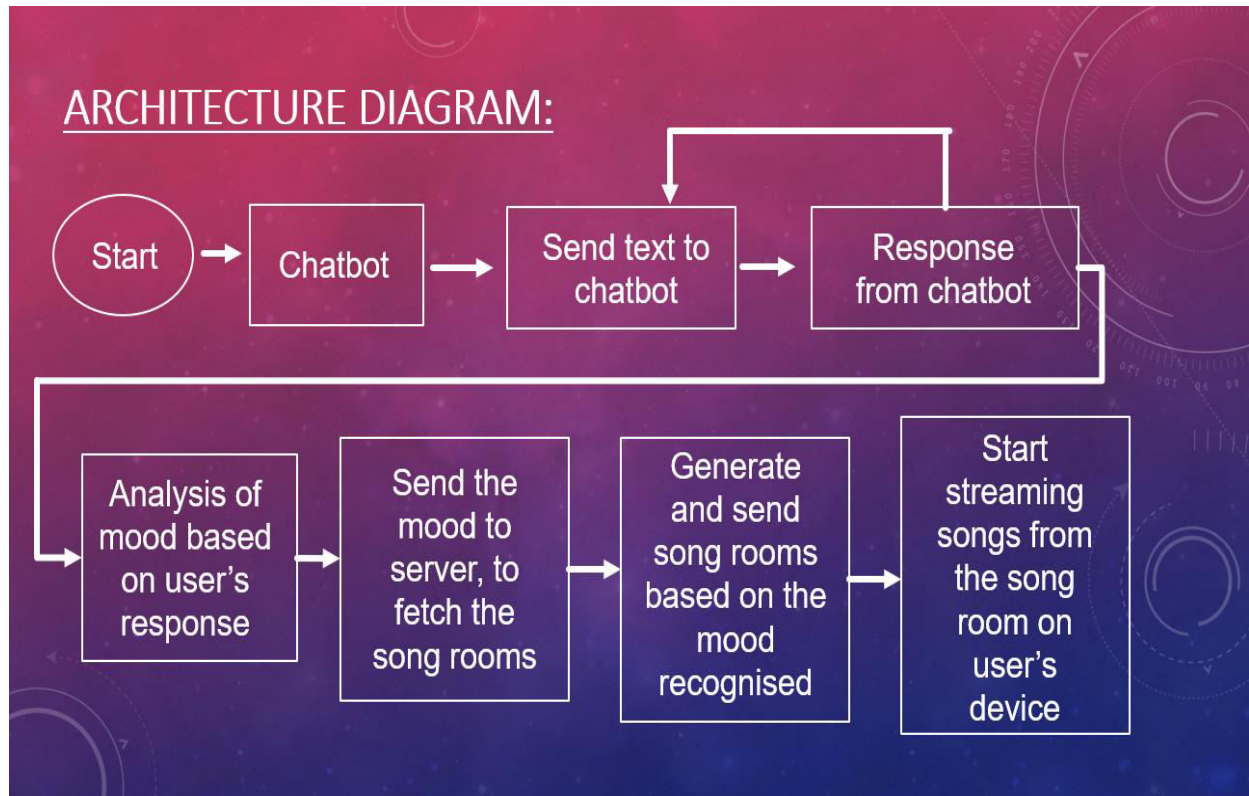 ARCHITECTURE DIAGRAM:
Start
Chatbot
Send text to
chatbot
Response
from chatbot
Analysis of
mood based
on user's
response
Send the
mood to
server, to
fetch the
song rooms
Generate
and send
song rooms
based on the
mood
recognised
Start
streaming
songs from
the song
room on
user's
device